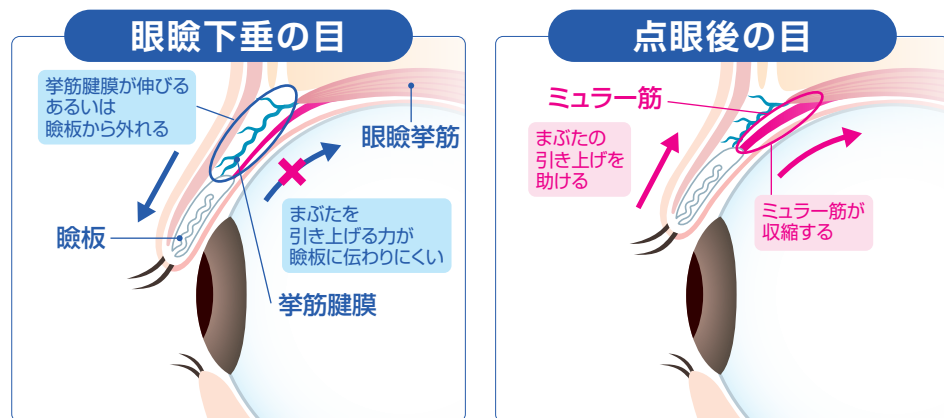 眼瞼下垂の目
挙筋腱膜が伸びる
あるいは
瞼板から外れる
眼瞼挙筋
瞼板
まぶたを
引き上げる力が
瞼板に伝わりにくい
挙筋腱膜
点眼後の目
ミュラー筋
まぶたの
引き上げを
助ける
ミュラー筋が
収縮する